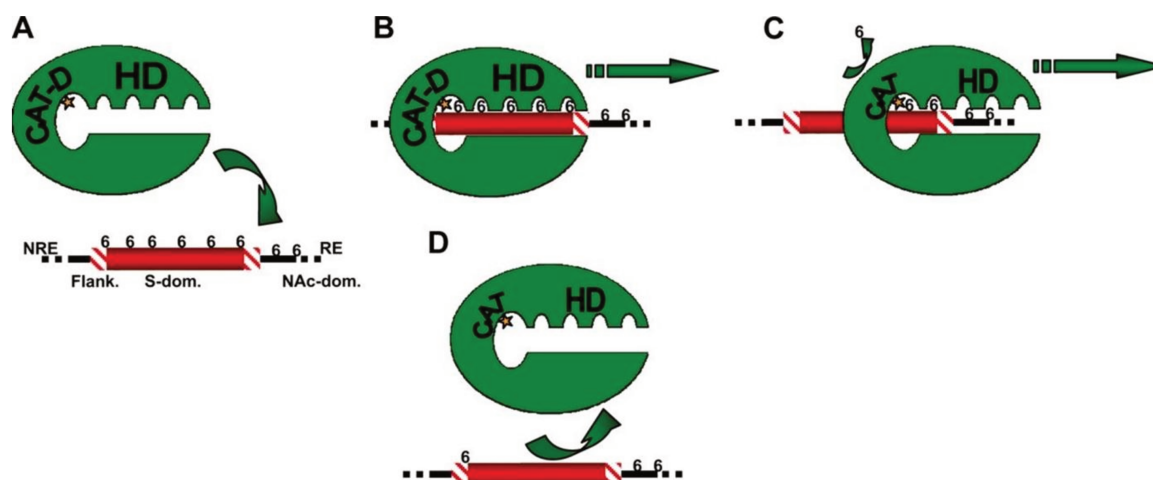 A
CAT-D HD
6 6 6 6 6 6 6 6
NRE RE
Flank. S-dom. NAc-dom.
B
CAT-D HD
6 6 6 6 6 6 6
C
6
CAT HD
6 6 6 6
D
CAT HD
6 6 6